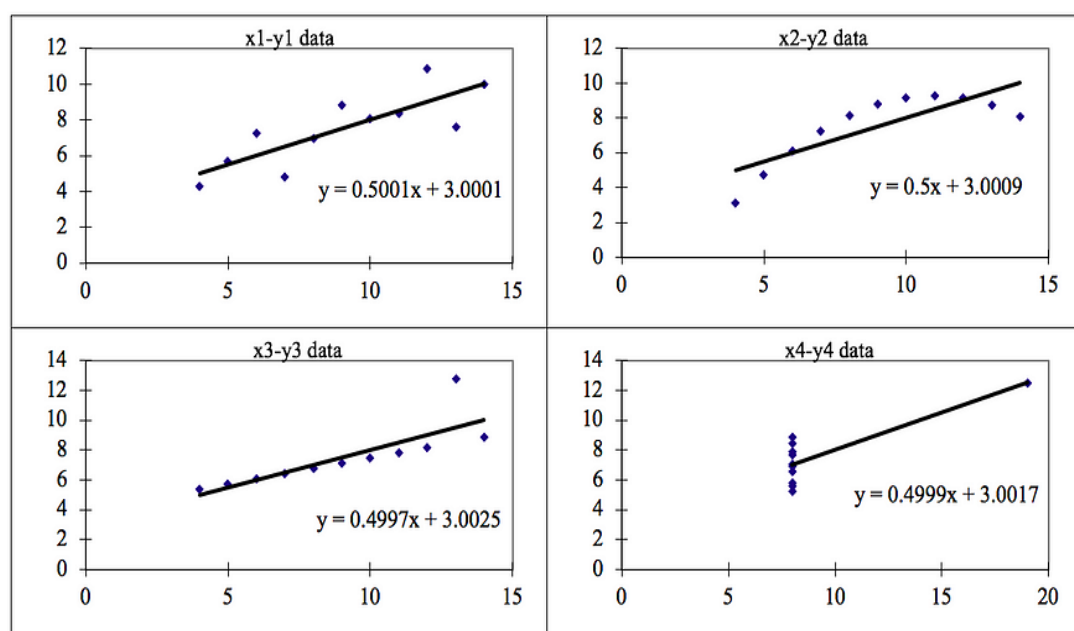 x1-y1 data
12
10
8
6
4
2
0
0 5 10 15
y = 0.5001x + 3.0001
x2-y2 data
12
10
8
6
4
2
0
0 5 10 15
y = 0.5x + 3.0009
x3-y3 data
14
12
10
8
6
4
2
0
0 5 10 15
y = 0.4997x + 3.0025
x4-y4 data
14
12
10
8
6
4
2
0
0 5 10 15 20
y = 0.4999x + 3.0017